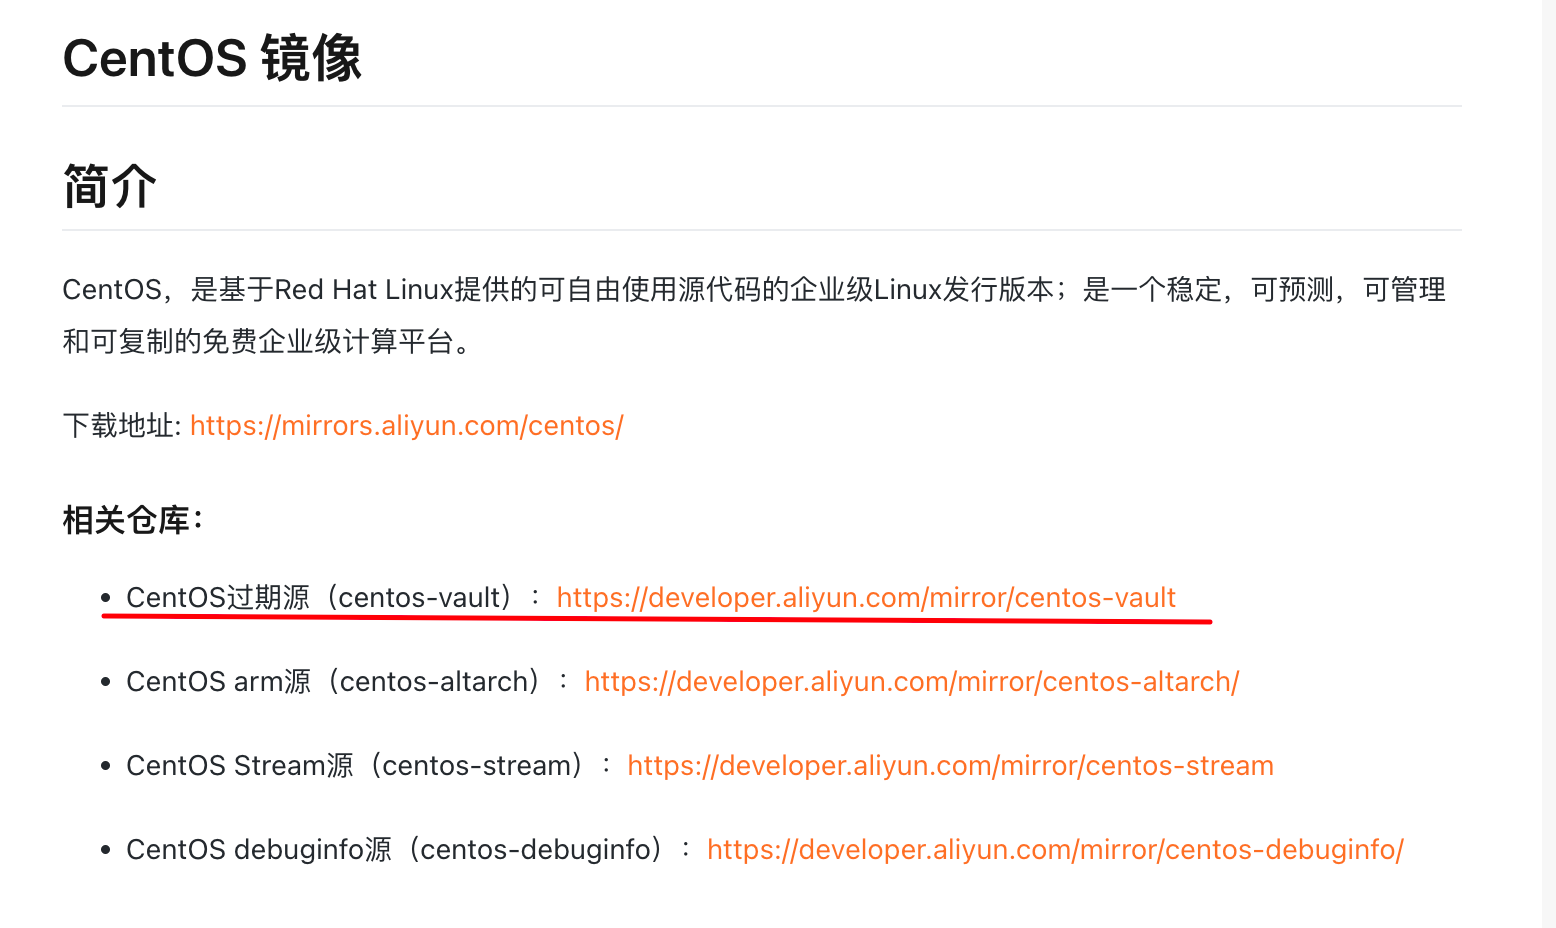 CentOS 镜像
简介
CentOS，是基于Red Hat Linux提供的可自由使用源代码的企业级Linux发行版本；是一个稳定，可预测，可管理
和可复制的免费企业级计算平台。
下载地址: https://mirrors.aliyun.com/centos/
相关仓库：
• CentOS过期源（centos-vault）： https://developer.aliyun.com/mirror/centos-vault
• CentOS arm源（centos-altarch）： https://developer.aliyun.com/mirror/centos-altarch/
• CentOS Stream源（centos-stream）： https://developer.aliyun.com/mirror/centos-stream
• CentOS debuginfo源（centos-debuginfo）： https://developer.aliyun.com/mirror/centos-debuginfo/